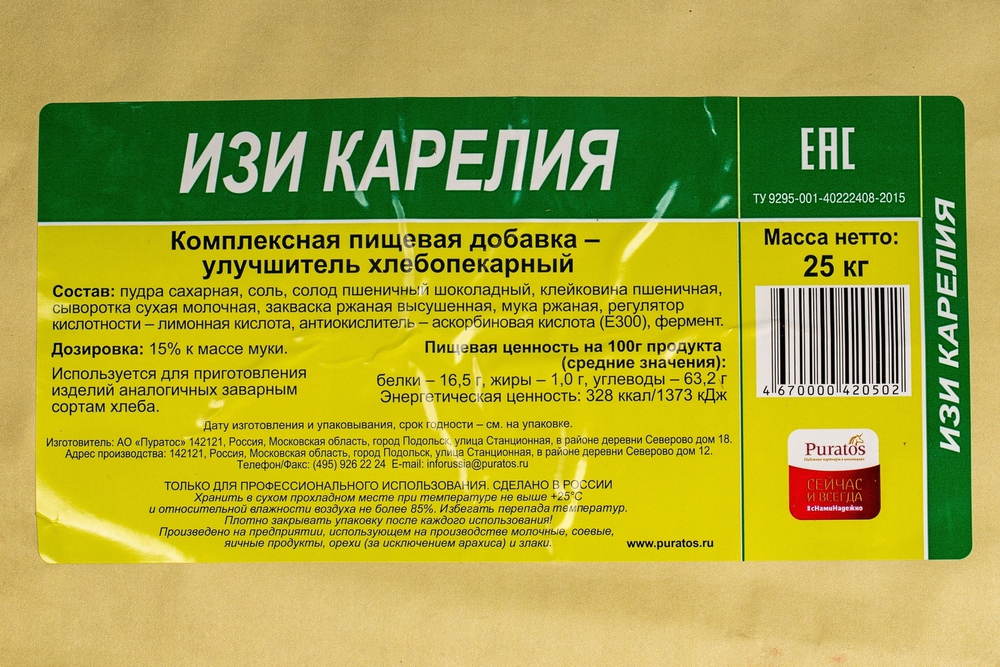 ИЗИ КАРЕЛИЯ
Комплексная пищевая добавка –
улучшитель хлебопекарный
Состав: пудра сахарная, соль, солод пшеничный шоколадный, клейковина пшеничная,
сыворотка сухая молочная, закваска ржаная высушенная, мука ржаная, регулятор
кислотности – лимонная кислота, антиокислитель – аскорбиновая кислота (Е300), фермент.
Дозировка: 15% к массе муки.
Используется для приготовления
изделий аналогичных заварным
сортам хлеба.
Пищевая ценность на 100г продукта
(средние значения):
белки – 16,5 г, жиры – 1,0 г, углеводы – 63,2 г
Энергетическая ценность: 328 ккал/1373 кДж
Дату изготовления и упаковывания, срок годности – см. на упаковке.
Изготовитель: АО «Пуратос» 142121, Россия, Московская область, город Подольск, улица Станционная, в районе деревни Северово дом 18.
Адрес производства: 142121, Россия, Московская область, город Подольск, улица Станционная, в районе деревни Северово дом 12.
Телефон/Факс: (495) 926 22 24 E-mail: inforussia@puratos.ru
ТОЛЬКО ДЛЯ ПРОФЕССИОНАЛЬНОГО ИСПОЛЬЗОВАНИЯ. СДЕЛАНО В РОССИИ
Хранить в сухом прохладном месте при температуре не выше +25°С
и относительной влажности воздуха не более 85%. Избегать перепада температур.
Плотно закрывать упаковку после каждого использования!
Произведено на предприятии, использующем на производстве молочные, соевые,
яичные продукты, орехи (за исключением арахиса) и злаки.
www.puratos.ru
ЕАС
ТУ 9295-001-40222408-2015
Масса нетто:
25 кг
4 670000 420502
Puratos
Надежные партнеры в инновациях
СЕЙЧАС
И ВСЕГДА
#сНамиНадежно
ИЗИ КАРЕЛИЯ